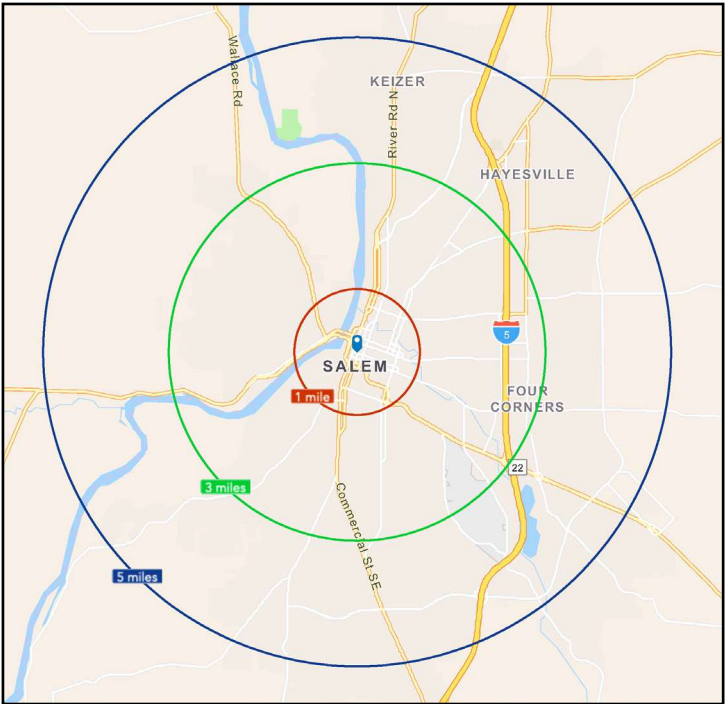 Wallace Rd
KEIZER
River Rd N
HAYESVILLE
5
SALEM
1 mile
FOUR
CORNERS
22
3 miles
Commercial St SE
5 miles